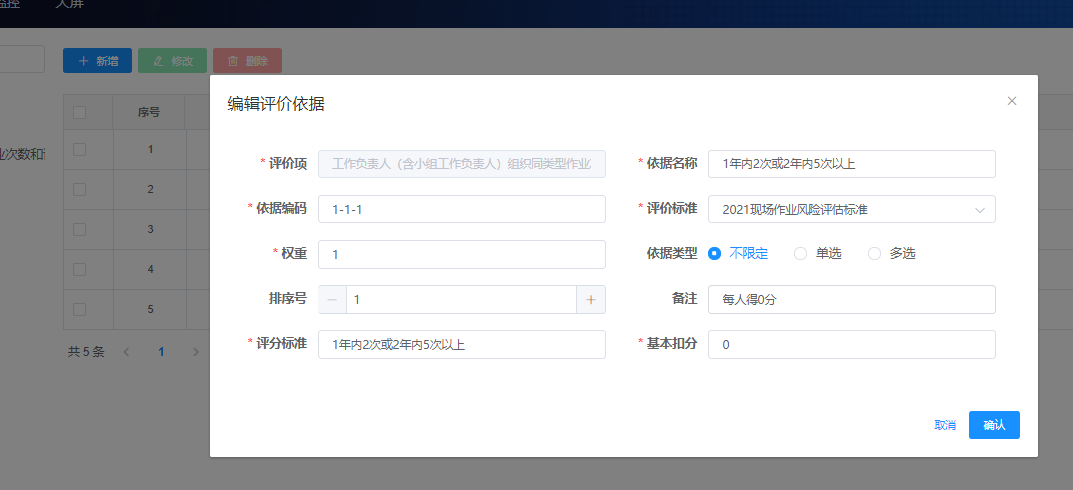 监控 大屏
+ 新增 修改 删除
编辑评价依据
序号
* 评价项 工作负责人（含小组工作负责人）组织同类型作业
* 依据名称 1年内2次或2年内5次以上
1
业次数和
2
* 依据编码 1-1-1
* 评价标准 2021现场作业风险评估标准
3
* 权重 1
依据类型 不限定 单选 多选
4
排序号 − 1 +
备注 每人得0分
5
* 评分标准 1年内2次或2年内5次以上
* 基本扣分 0
共 5 条 < 1 >
取消 确认